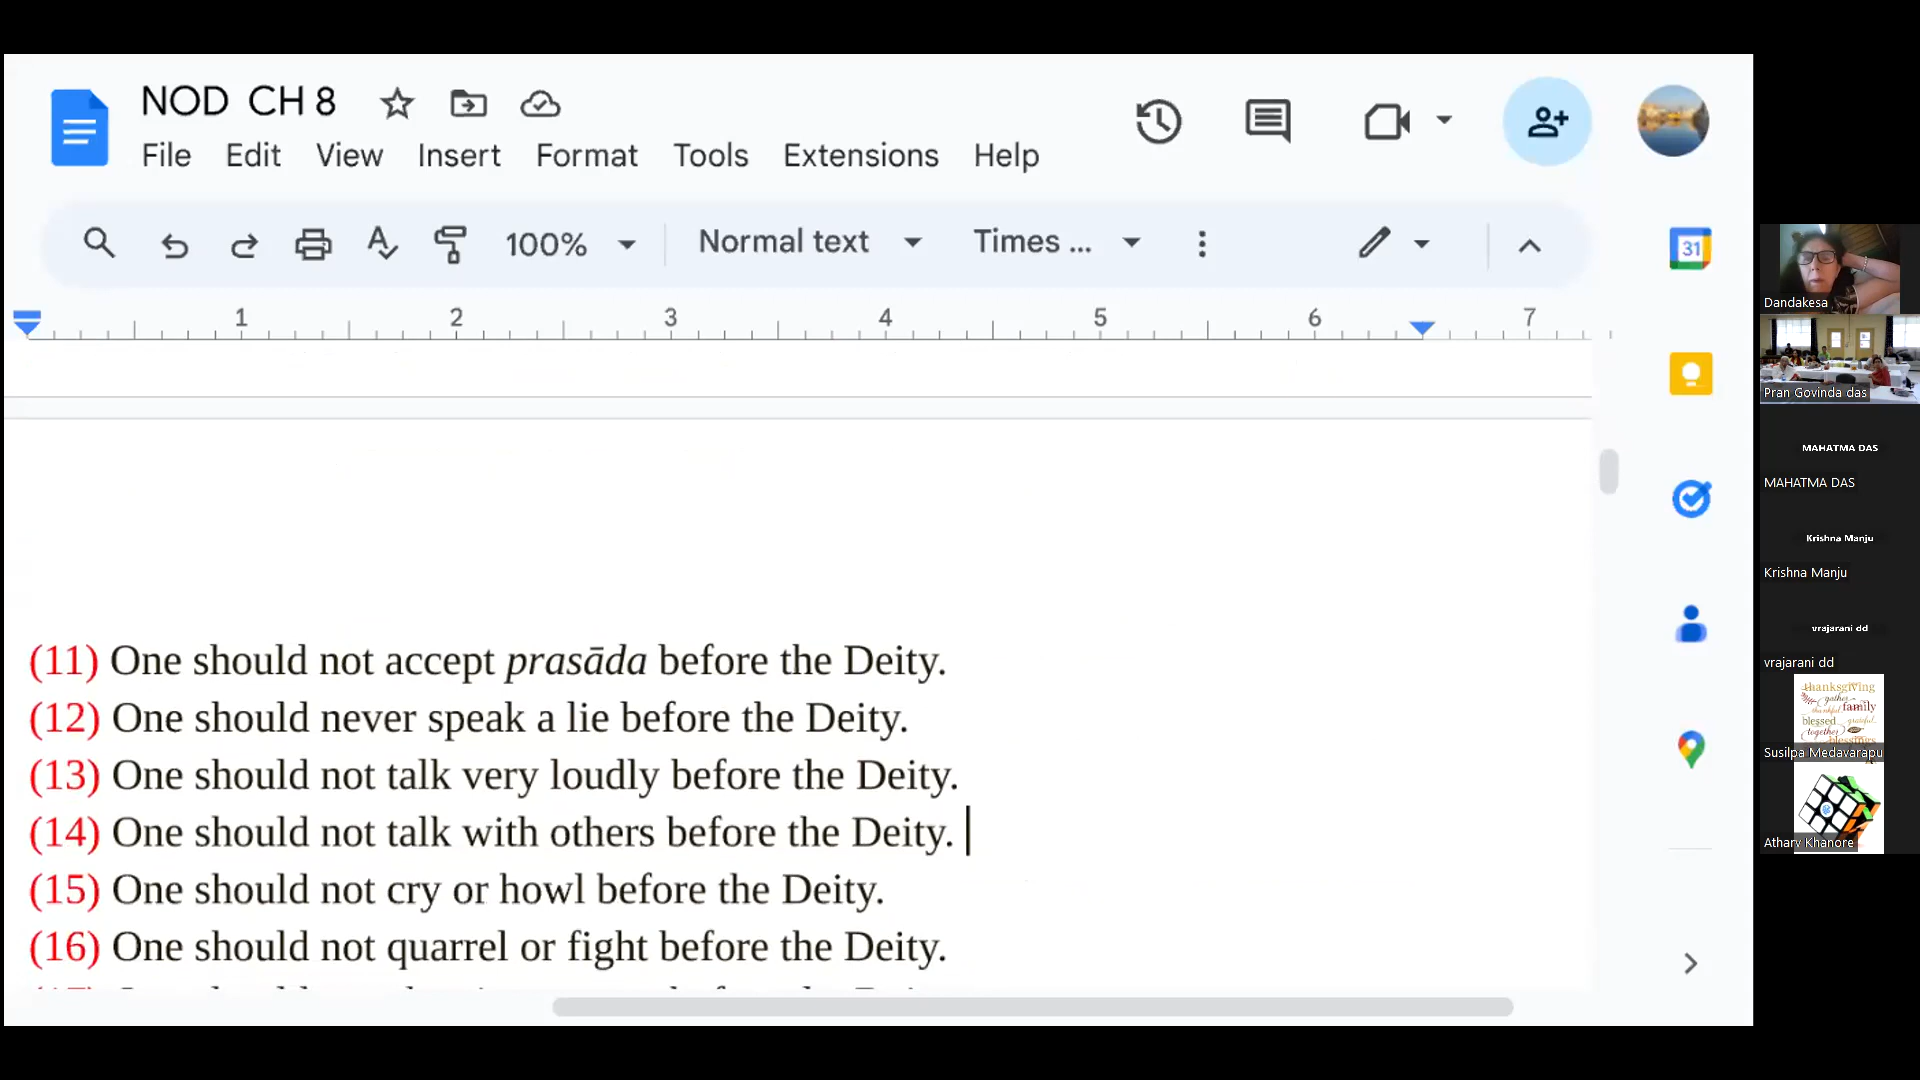 NOD CH 8
File Edit View Insert Format Tools Extensions Help
100% Normal text Times ...
31
1 2 3 4 5 6 7
(11) One should not accept prasāda before the Deity.
(12) One should never speak a lie before the Deity.
(13) One should not talk very loudly before the Deity.
(14) One should not talk with others before the Deity.
(15) One should not cry or howl before the Deity.
(16) One should not quarrel or fight before the Deity.
Dandakesa
Pran Govinda das
MAHATMA DAS
MAHATMA DAS
Krishna Manju
Krishna Manju
vrajarani dd
vrajarani dd
thanksgiving
gather
thankful family
blessed grateful
together
blessings
Susilpa Medavarapu
Atharv Khanore